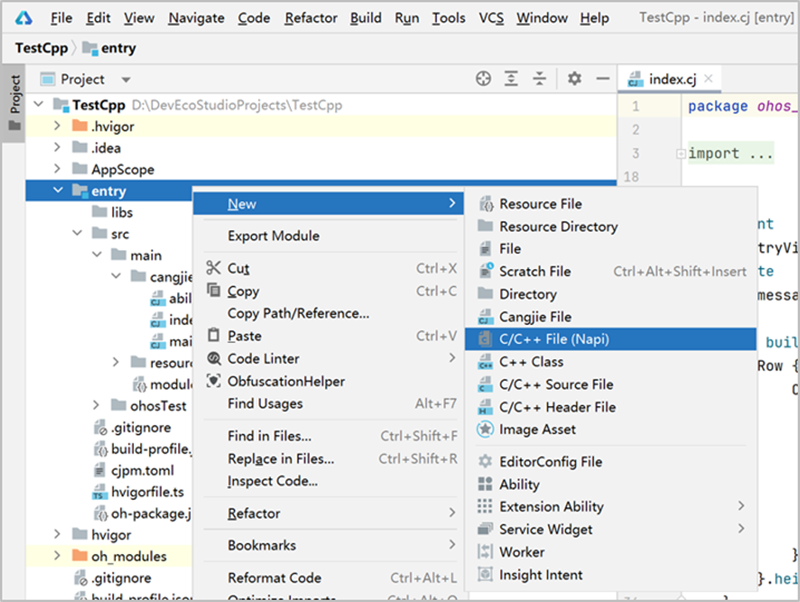 File Edit View Navigate Code Refactor Build Run Tools VCS Window Help TestCpp - index.cj [entry]
TestCpp entry
Project
Project
index.cj
TestCpp D:\DevEcoStudioProjects\TestCpp
.hvigor
.idea
AppScope
entry
libs
src
main
cangjie
abil
inde
mai
resourc
module
ohosTest
.gitignore
build-profile.
cjpm.toml
hvigorfile.ts
oh-package.j
hvigor
oh_modules
.gitignore
build-profile.json
New
Export Module
Cut Ctrl+X
Copy Ctrl+C
Copy Path/Reference...
Paste Ctrl+V
Code Linter
ObfuscationHelper
Find Usages Alt+F7
Find in Files... Ctrl+Shift+F
Replace in Files... Ctrl+Shift+R
Inspect Code...
Refactor
Bookmarks
Reformat Code Ctrl+Alt+L
Optimize Imports Ctrl+Alt+O
Resource File
Resource Directory
File
Scratch File Ctrl+Alt+Shift+Insert
Directory
Cangjie File
C/C++ File (Napi)
C++ Class
C/C++ Source File
C/C++ Header File
Image Asset
EditorConfig File
Ability
Extension Ability
Service Widget
Worker
Insight Intent
1 package ohos_
2
3 import ...
18
nt
tryVi
te
messa
buil
Row {
C
}
}.hei
}